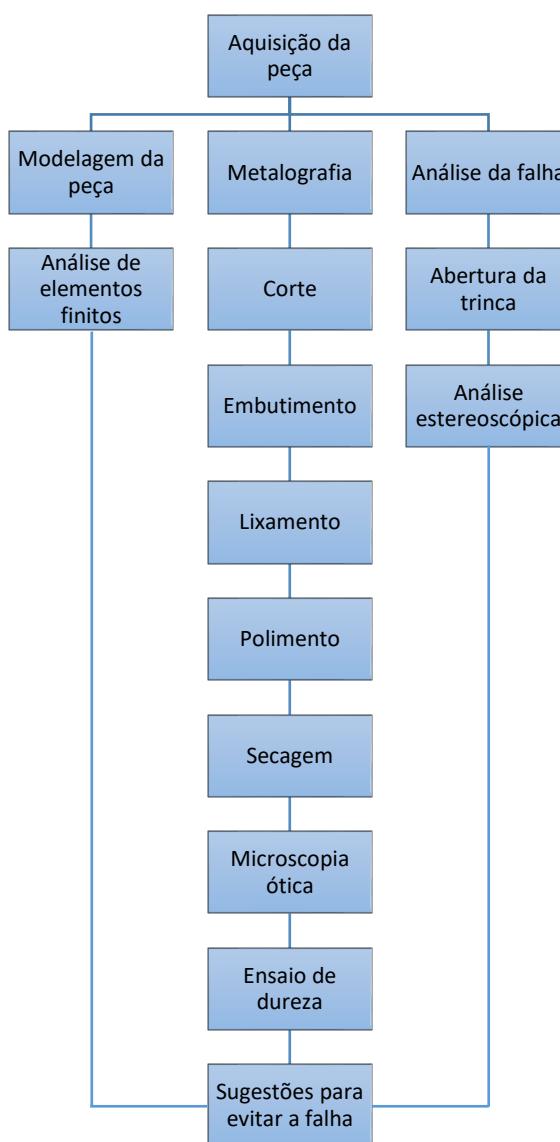 Aquisição da
peça
Modelagem da
peça
Metalografia
Análise da falha
Análise de
elementos
finitos
Corte
Abertura da
trinca
Embutimento
Análise
estereoscópica
Lixamento
Polimento
Secagem
Microscopia
ótica
Ensaio de
dureza
Sugestões para
evitar a falha